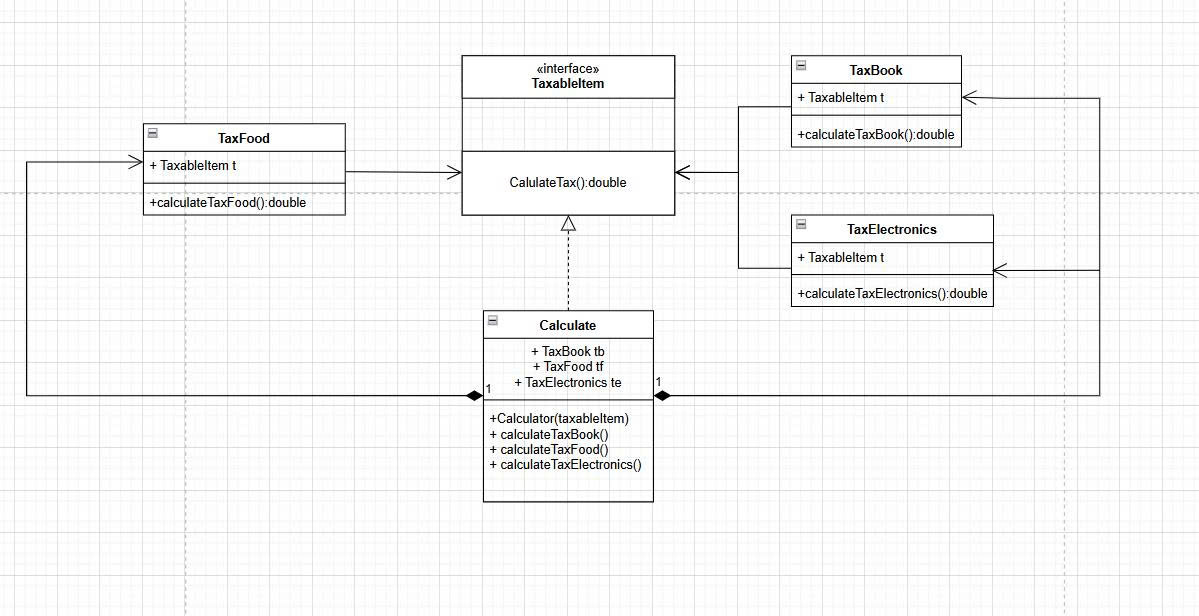 «interface»
TaxableItem
CalulateTax():double
TaxFood
+ TaxableItem t
+calculateTaxFood():double
TaxBook
+ TaxableItem t
+calculateTaxBook():double
TaxElectronics
+ TaxableItem t
+calculateTaxElectronics():double
Calculate
+ TaxBook tb
+ TaxFood tf
+ TaxElectronics te
1
1
+Calculator(taxableItem)
+ calculateTaxBook()
+ calculateTaxFood()
+ calculateTaxElectronics()